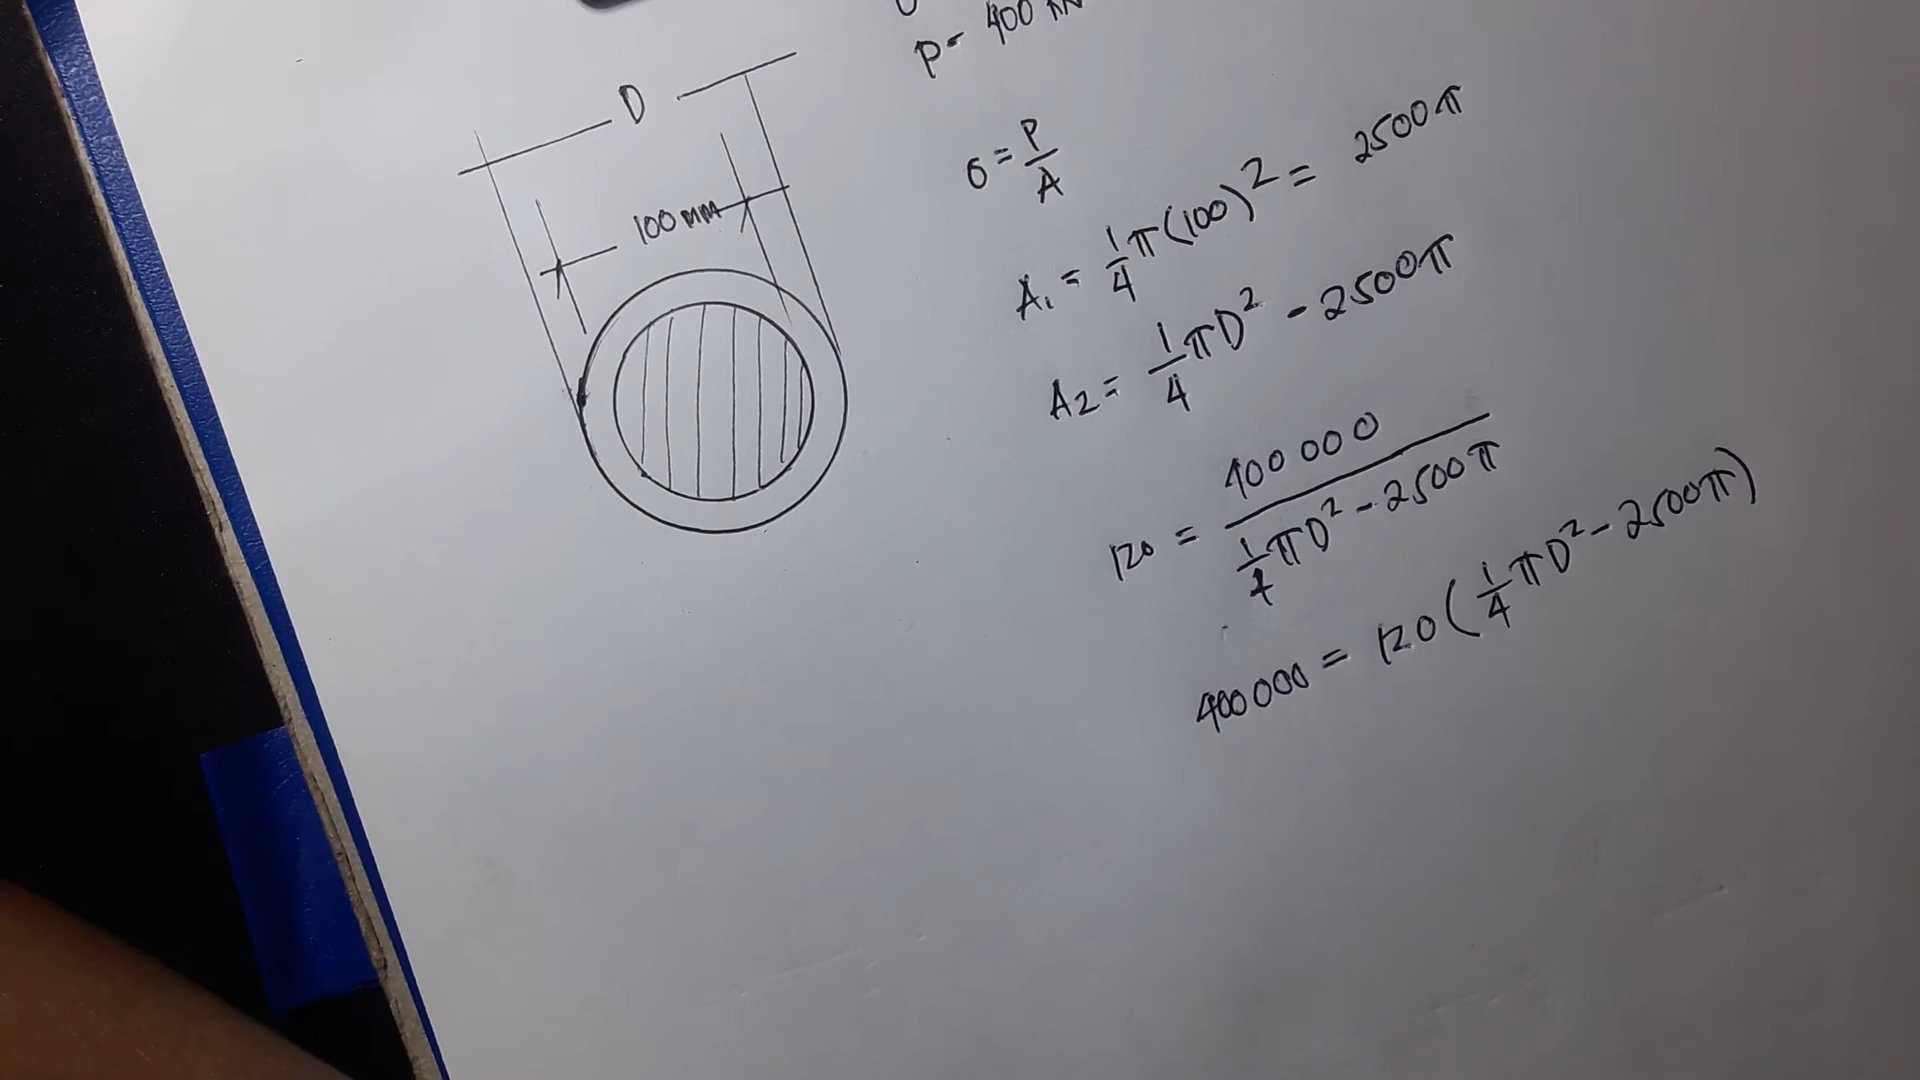 D
100 mm
P = 400
σ = P/A
A₁ = 1/4 π(100)² = 2500π
A₂ = 1/4 πD² - 2500π
120 = 400 000 / (1/4 πD² - 2500π)
400 000 = 120 (1/4 πD² - 2500π)